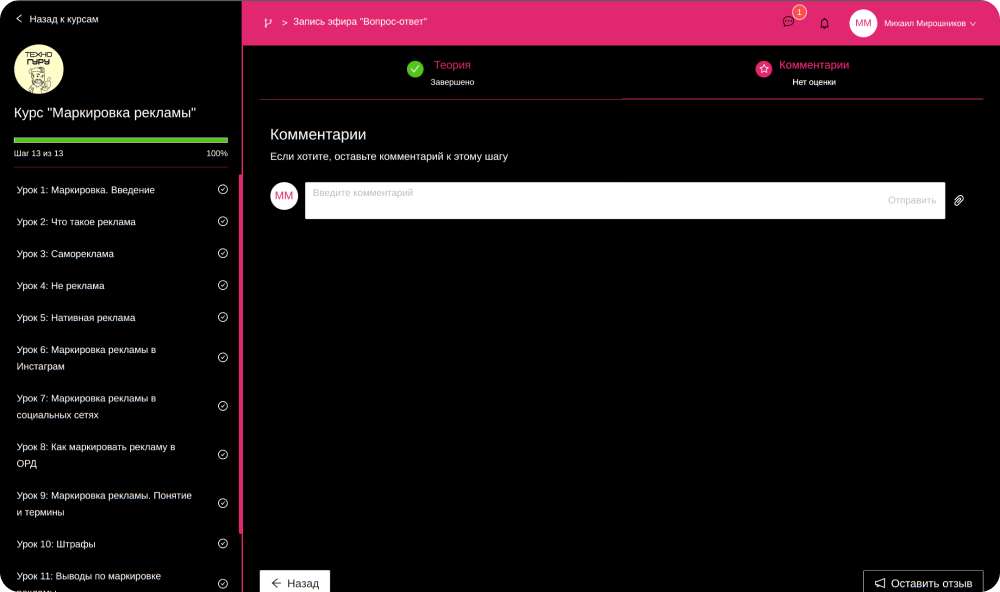 Назад к курсам
ТЕХНО
ГУРУ
Курс "Маркировка рекламы"
Шаг 13 из 13
100%
Урок 1: Маркировка. Введение
Урок 2: Что такое реклама
Урок 3: Самореклама
Урок 4: Не реклама
Урок 5: Нативная реклама
Урок 6: Маркировка рекламы в
Инстаграм
Урок 7: Маркировка рекламы в
социальных сетях
Урок 8: Как маркировать рекламу в
ОРД
Урок 9: Маркировка рекламы. Понятие
и термины
Урок 10: Штрафы
Урок 11: Выводы по маркировке
рекламы
> Запись эфира "Вопрос-ответ"
1
ММ
Михаил Мирошников
Теория
Завершено
Комментарии
Нет оценки
Комментарии
Если хотите, оставьте комментарий к этому шагу
ММ
Введите комментарий
Отправить
Назад
Оставить отзыв